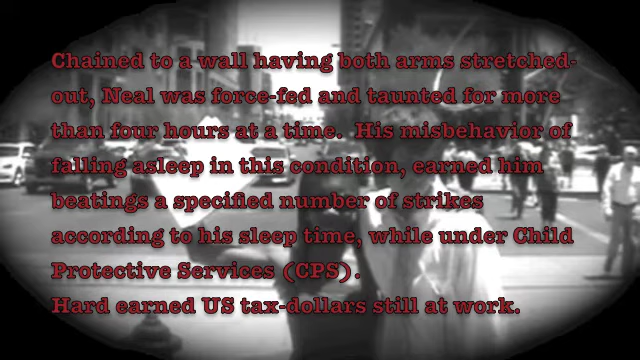 Chained to a wall having both arms stretched-
out, Neal was force-fed and taunted for more
than four hours at a time.  His misbehavior of
falling asleep in this condition, earned him
beatings a specified number of strikes
according to his sleep time, while under Child
Protective Services (CPS).
Hard earned US tax-dollars still at work.